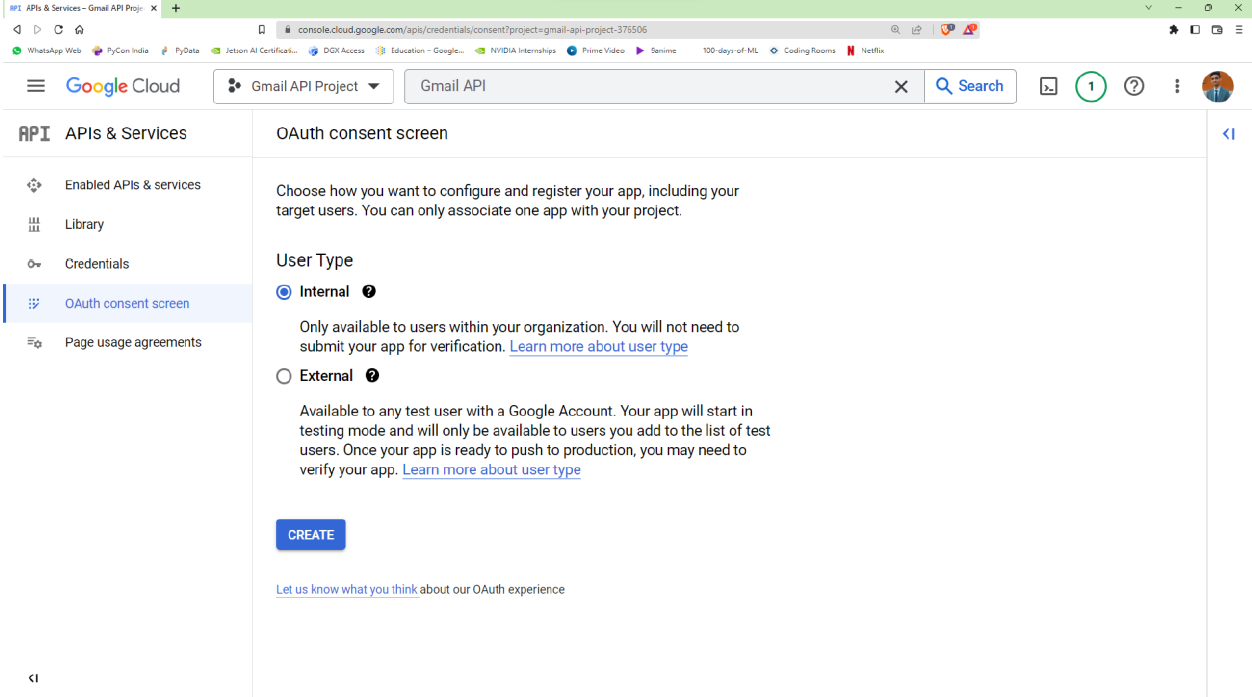 API APIs & Services – Gmail API Proje
console.cloud.google.com/apis/credentials/consent?project=gmail-api-project-376506
WhatsApp Web PyCon India PyData Jetson AI Certificati... DGX Access Education – Google... NVIDIA Internships Prime Video 9anime 100-days-of-ML Coding Rooms Netflix
Google Cloud Gmail API Project Gmail API Search 1
API APIs & Services
OAuth consent screen
Enabled APIs & services
Library
Credentials
OAuth consent screen
Page usage agreements
Choose how you want to configure and register your app, including your
target users. You can only associate one app with your project.
User Type
Internal
Only available to users within your organization. You will not need to
submit your app for verification. Learn more about user type
External
Available to any test user with a Google Account. Your app will start in
testing mode and will only be available to users you add to the list of test
users. Once your app is ready to push to production, you may need to
verify your app. Learn more about user type
CREATE
Let us know what you think about our OAuth experience